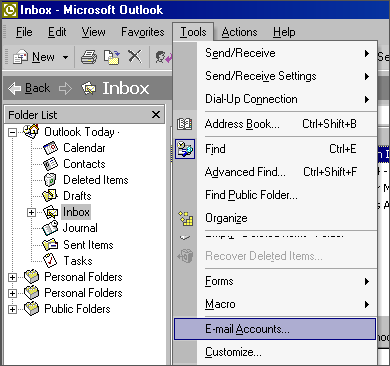 Inbox - Microsoft Outlook
File Edit View Favorites Tools Actions Help
New
Back Inbox
Folder List
Outlook Today -
Calendar
Contacts
Deleted Items
Drafts
Inbox
Journal
Sent Items
Tasks
Personal Folders
Personal Folders
Public Folders
Send/Receive
Send/Receive Settings
Dial-Up Connection
Address Book... Ctrl+Shift+B
Find Ctrl+E
Advanced Find... Ctrl+Shift+F
Find Public Folder...
Organize
Recover Deleted Items...
Forms
Macro
E-mail Accounts...
Customize...